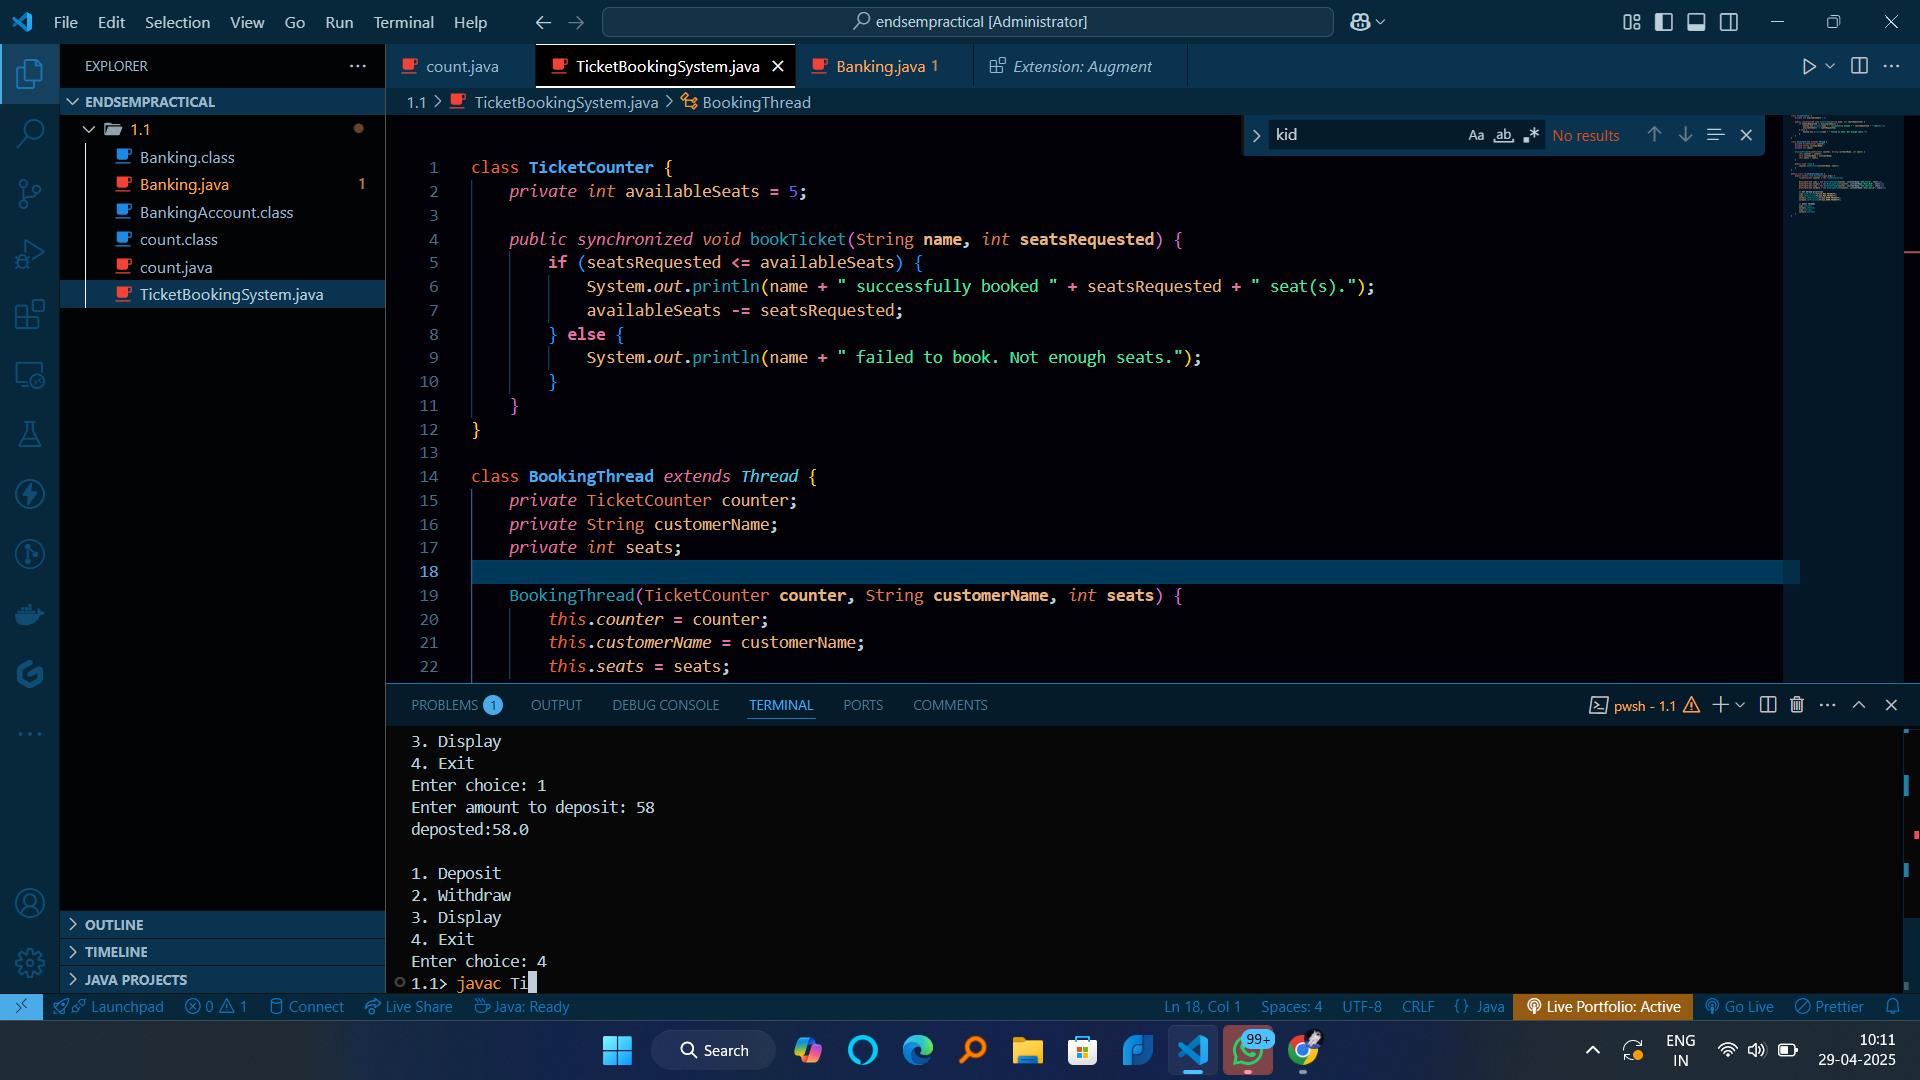 File Edit Selection View Go Run Terminal Help
endsempractical [Administrator]
EXPLORER
ENDSEMPRACTICAL
1.1
Banking.class
Banking.java 1
BankingAccount.class
count.class
count.java
TicketBookingSystem.java
OUTLINE
TIMELINE
JAVA PROJECTS
count.java TicketBookingSystem.java Banking.java 1 Extension: Augment
1.1 > TicketBookingSystem.java > BookingThread
kid Aa ab .* No results
1 class TicketCounter {
2 private int availableSeats = 5;
3
4 public synchronized void bookTicket(String name, int seatsRequested) {
5 if (seatsRequested <= availableSeats) {
6 System.out.println(name + " successfully booked " + seatsRequested + " seat(s).");
7 availableSeats -= seatsRequested;
8 } else {
9 System.out.println(name + " failed to book. Not enough seats.");
10 }
11 }
12 }
13
14 class BookingThread extends Thread {
15 private TicketCounter counter;
16 private String customerName;
17 private int seats;
18
19 BookingThread(TicketCounter counter, String customerName, int seats) {
20 this.counter = counter;
21 this.customerName = customerName;
22 this.seats = seats;
PROBLEMS 1 OUTPUT DEBUG CONSOLE TERMINAL PORTS COMMENTS
pwsh - 1.1
3. Display
4. Exit
Enter choice: 1
Enter amount to deposit: 58
deposted:58.0
1. Deposit
2. Withdraw
3. Display
4. Exit
Enter choice: 4
1.1> javac Ti
Launchpad 0 1 Connect Live Share Java: Ready
Ln 18, Col 1 Spaces: 4 UTF-8 CRLF {} Java Live Portfolio: Active Go Live Prettier
Search
99+
ENG
IN
10:11
29-04-2025